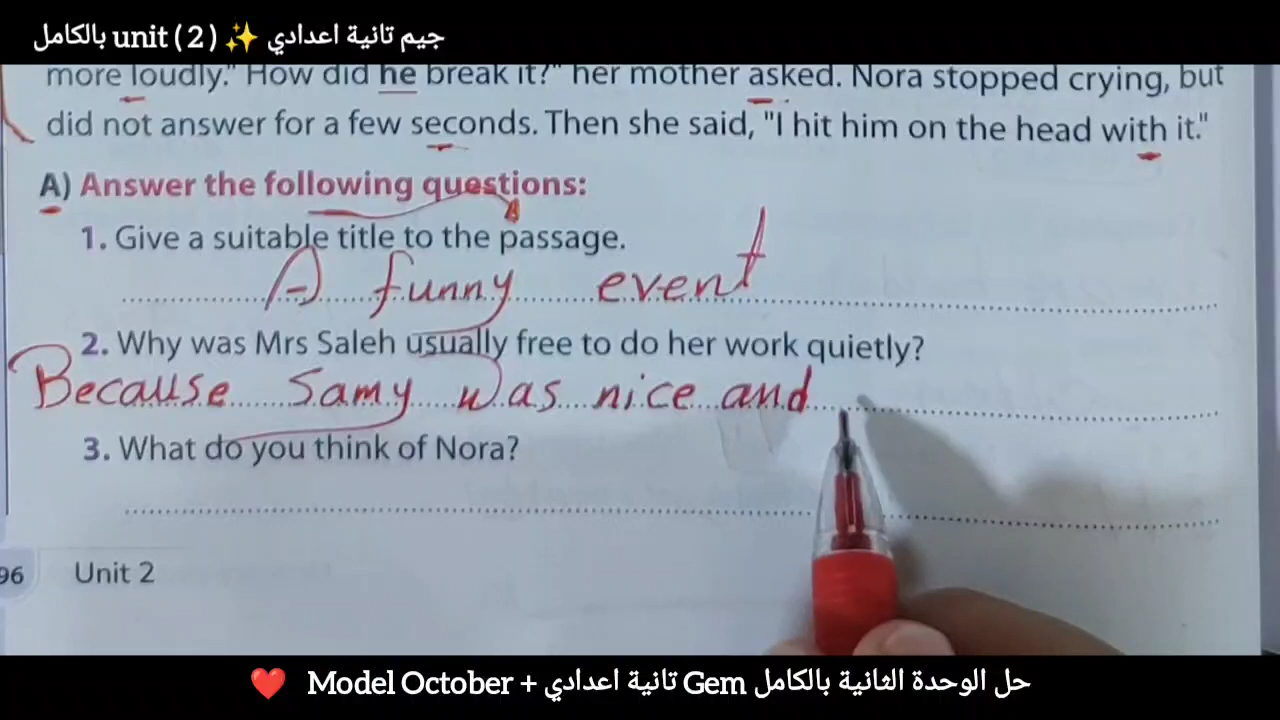 جيم تانية اعدادي ✨ unit ( 2 ) بالكامل
more loudly." How did he break it?" her mother asked. Nora stopped crying, but
did not answer for a few seconds. Then she said, "I hit him on the head with it."
A) Answer the following questions:
1. Give a suitable title to the passage.
A funny event
2. Why was Mrs Saleh usually free to do her work quietly?
Because Samy was nice and
3. What do you think of Nora?
96 Unit 2
حل الوحدة الثانية بالكامل Gem تانية اعدادي + Model October ❤️